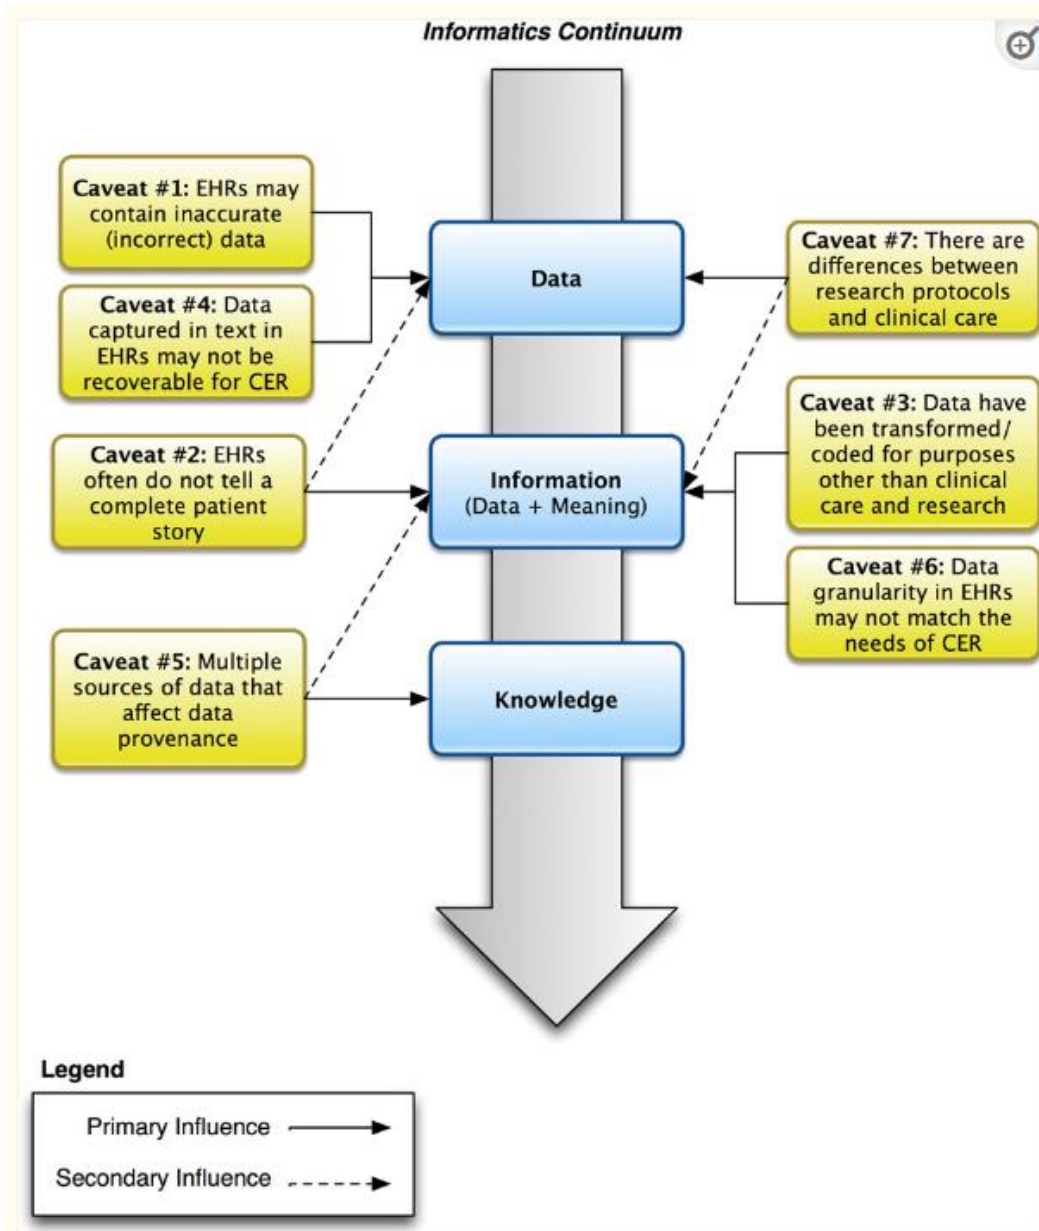 Informatics Continuum
Caveat #1: EHRs may
contain inaccurate
(incorrect) data
Caveat #4: Data
captured in text in
EHRs may not be
recoverable for CER
Caveat #2: EHRs
often do not tell a
complete patient
story
Caveat #5: Multiple
sources of data that
affect data
provenance
Data
Information
(Data + Meaning)
Knowledge
Caveat #7: There are
differences between
research protocols
and clinical care
Caveat #3: Data have
been transformed/
coded for purposes
other than clinical
care and research
Caveat #6: Data
granularity in EHRs
may not match the
needs of CER
Legend
Primary Influence
Secondary Influence